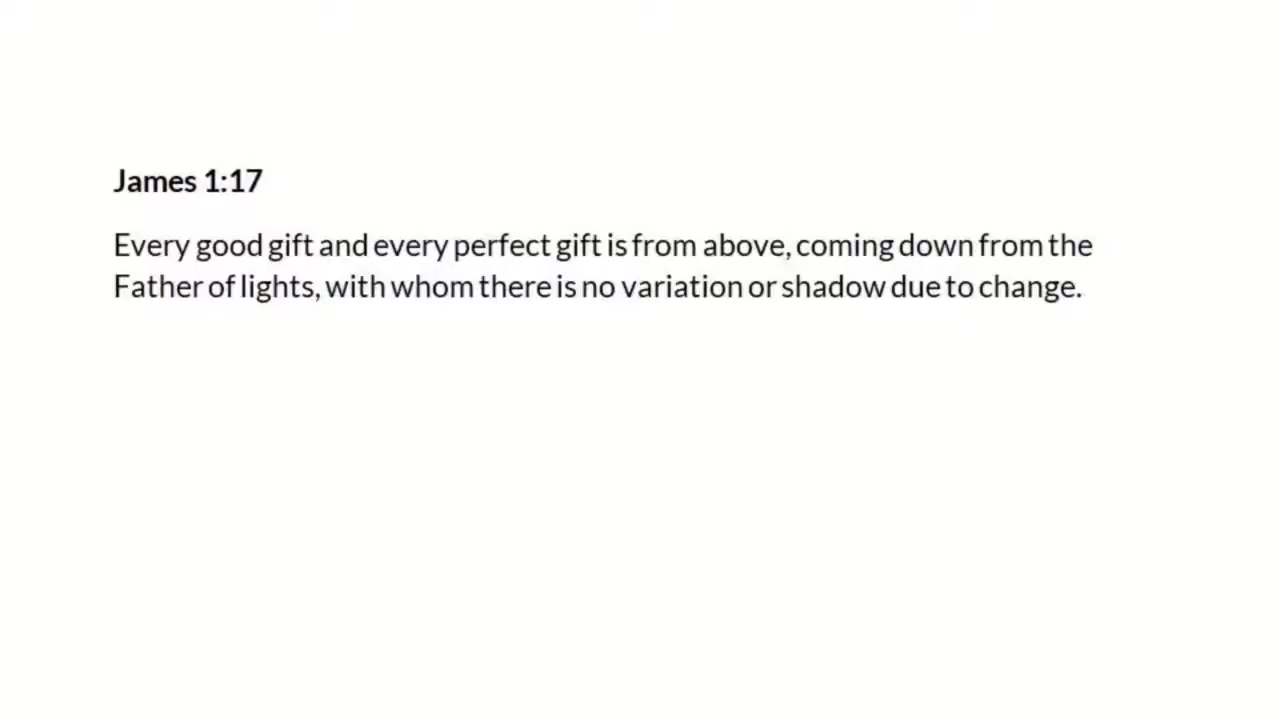 James 1:17
Every good gift and every perfect gift is from above, coming down from the
Father of lights, with whom there is no variation or shadow due to change.